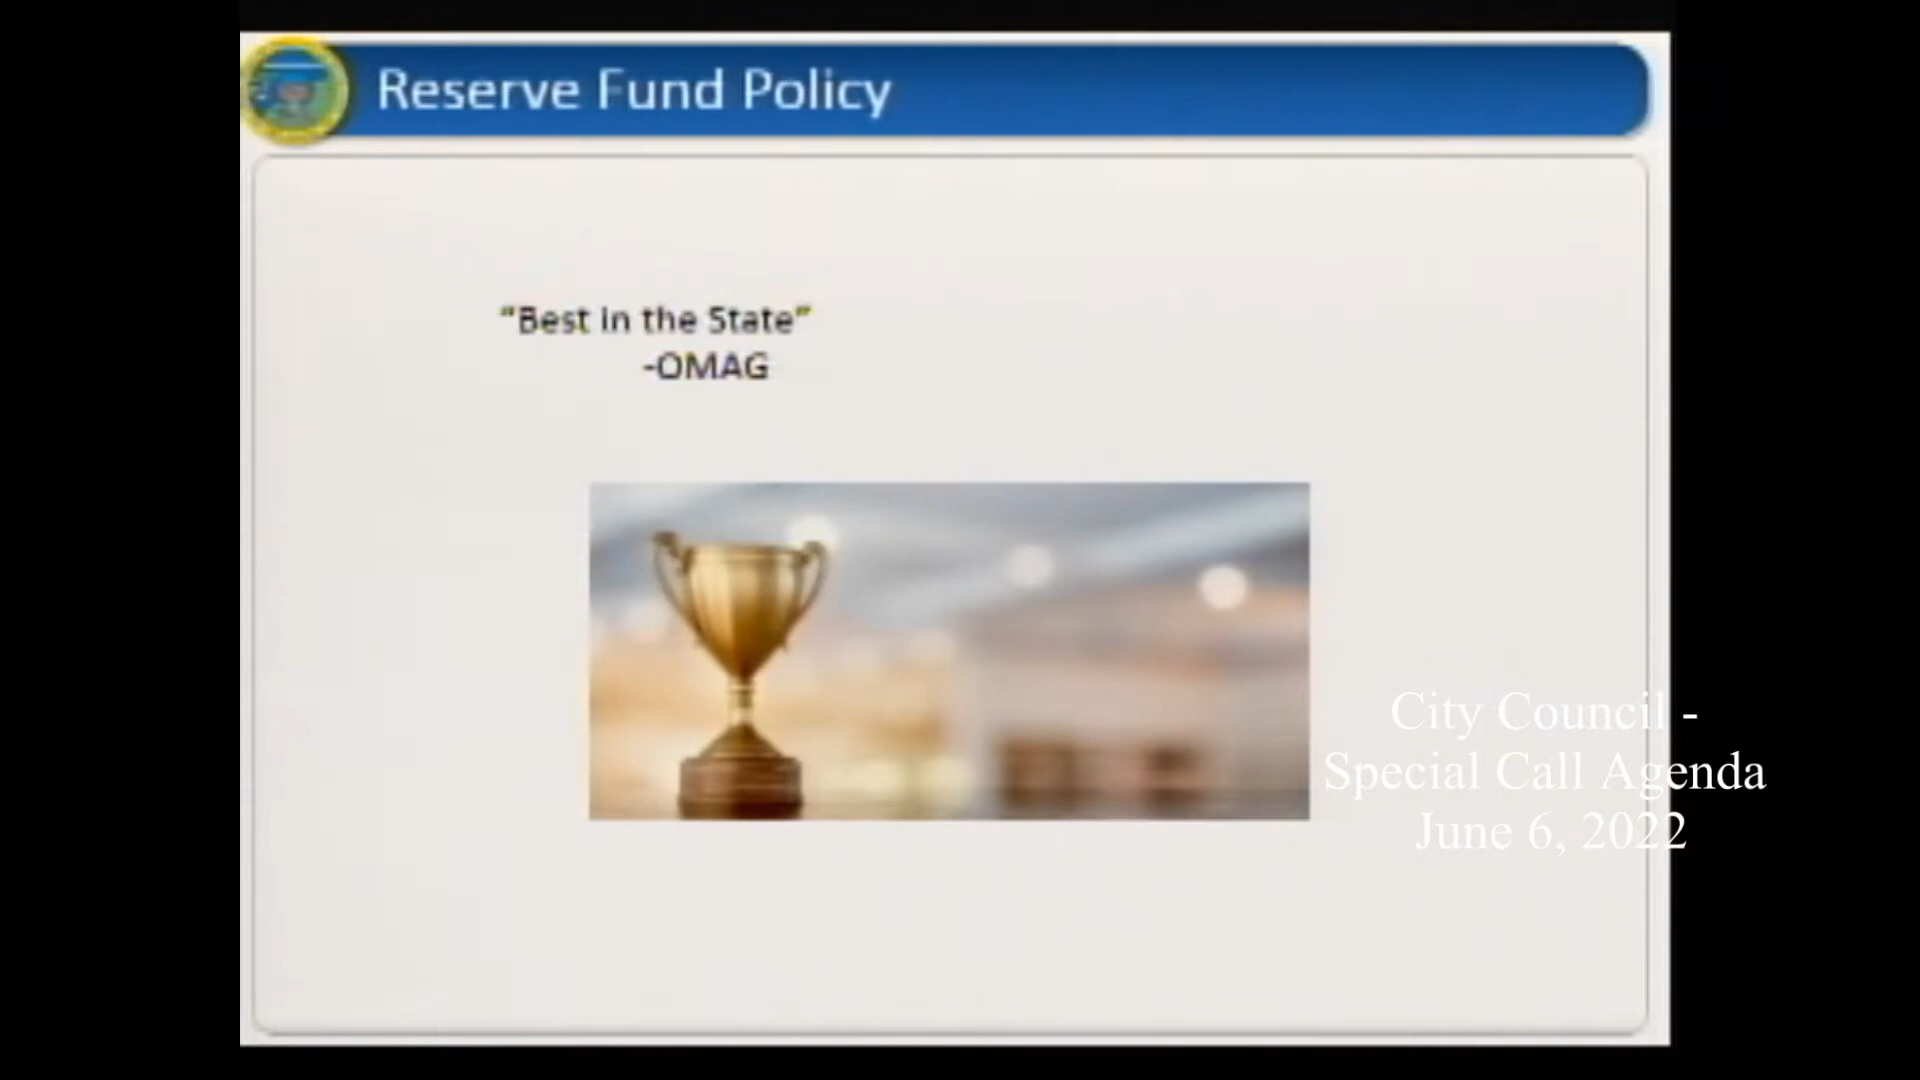 Reserve Fund Policy
“Best in the State”
-OMAG
City Council -
Special Call Agenda
June 6, 2022